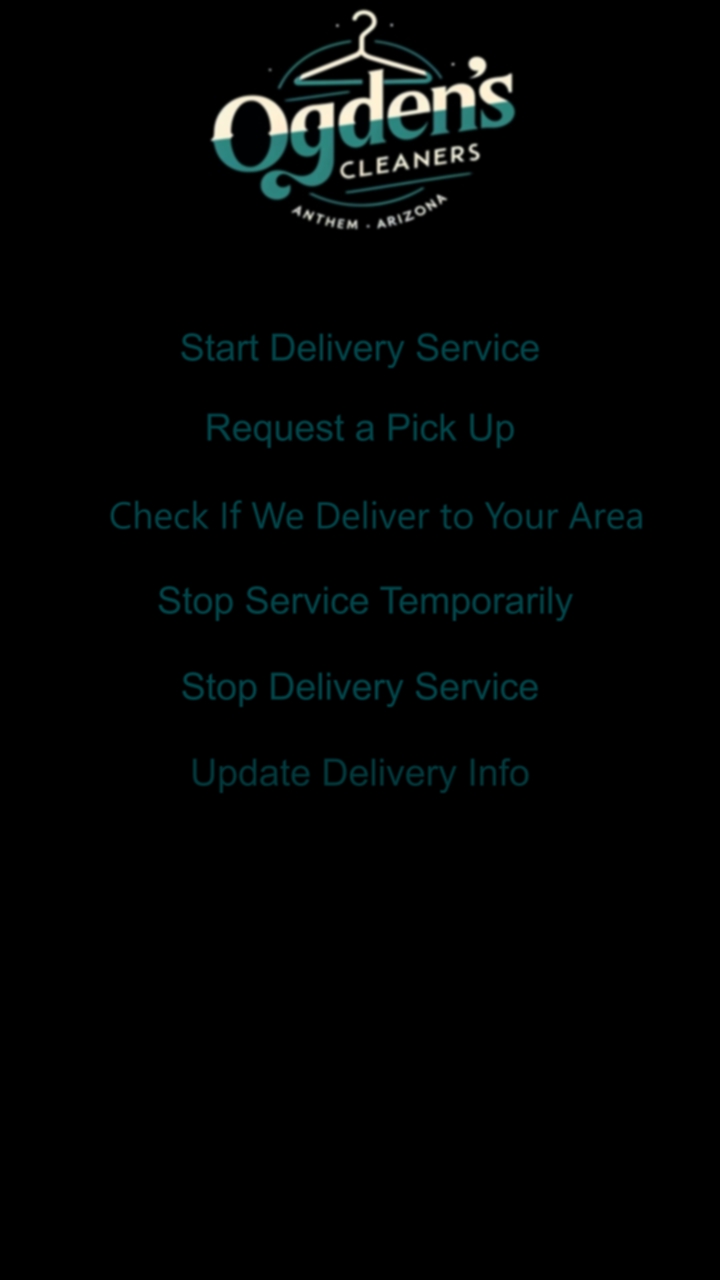 Ogden's
CLEANERS
ANTHEM - ARIZONA
Start Delivery Service
Request a Pick Up
Check If We Deliver to Your Area
Stop Service Temporarily
Stop Delivery Service
Update Delivery Info